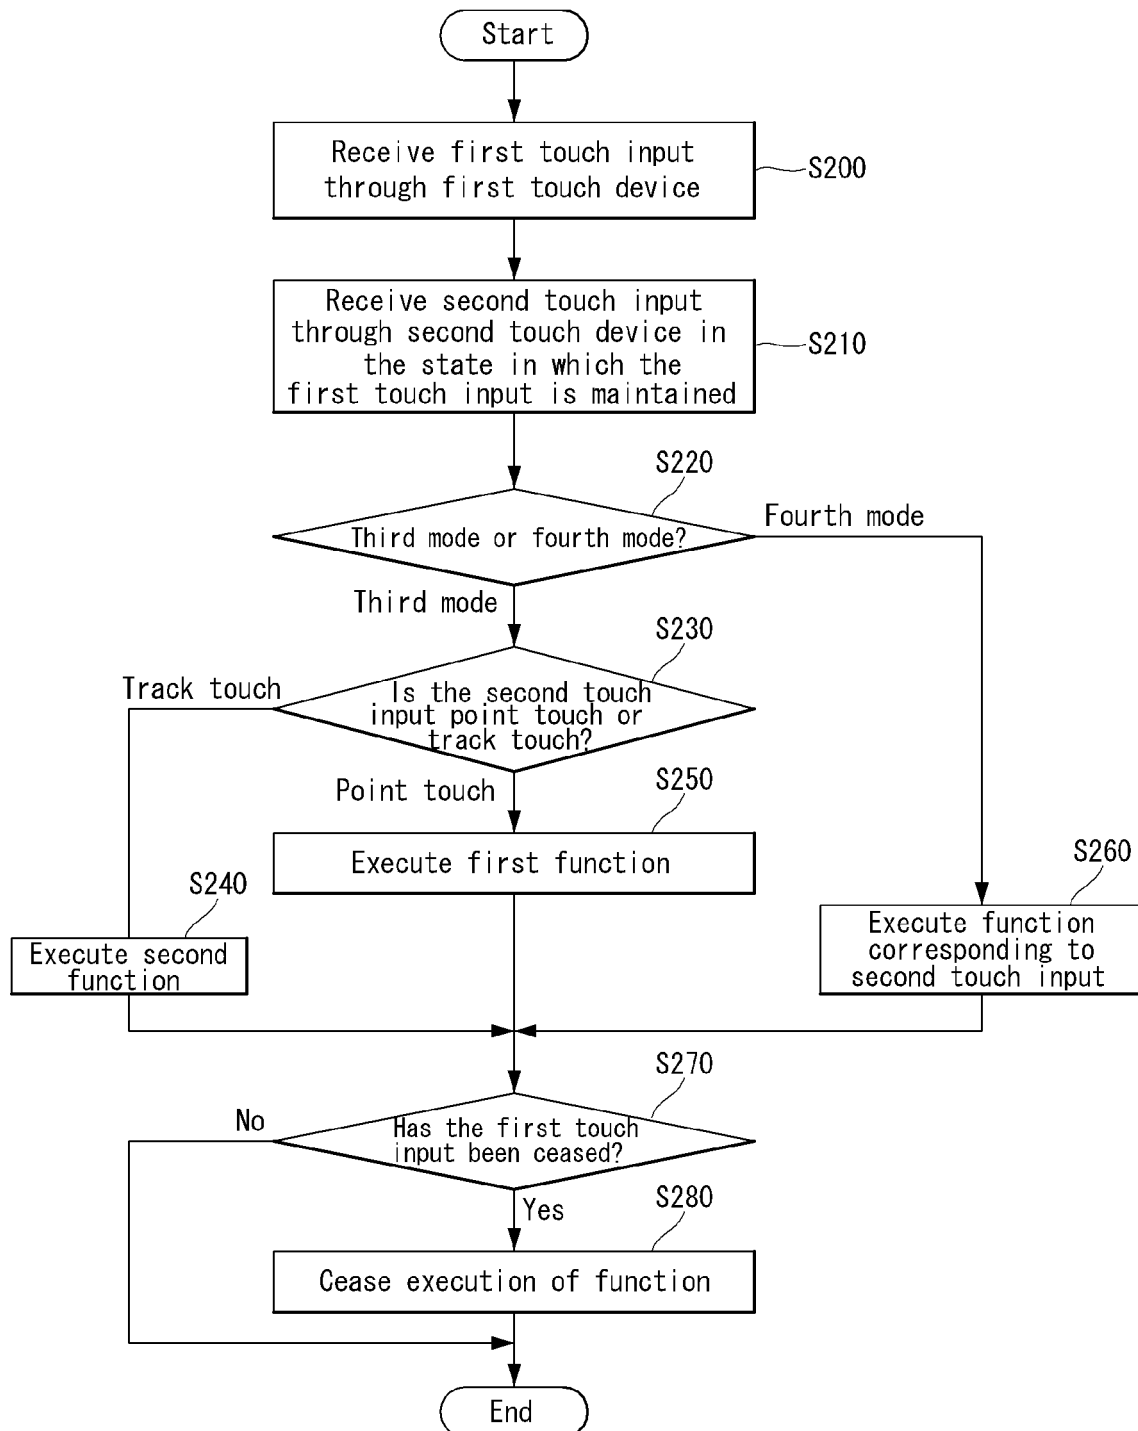 Start
Receive first touch input
through first touch device
S200
Receive second touch input
through second touch device in
the state in which the
first touch input is maintained
S210
S220
Third mode or fourth mode?
Fourth mode
Third mode
S230
Track touch
Is the second touch
input point touch or
track touch?
Point touch
S250
Execute first function
S240
Execute second
function
S260
Execute function
corresponding to
second touch input
S270
No
Has the first touch
input been ceased?
Yes
S280
Cease execution of function
End